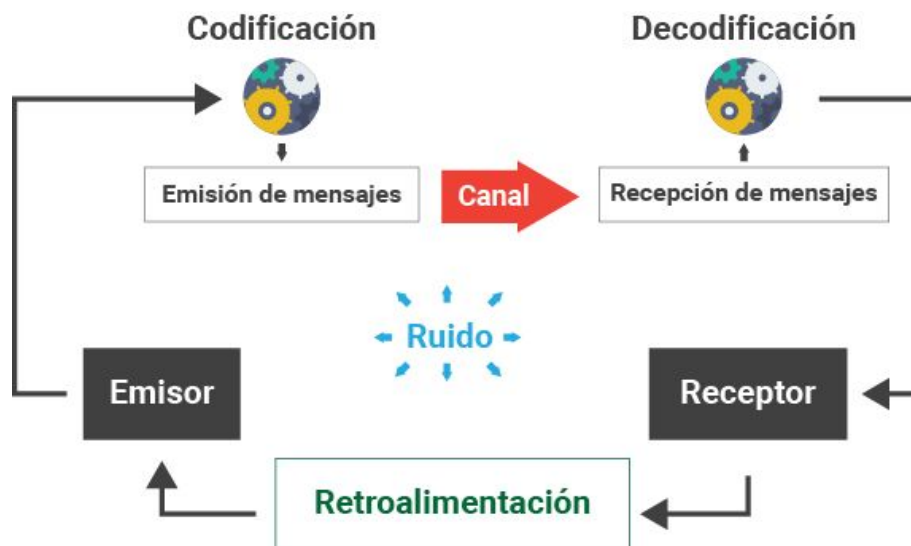 Codificación
Decodificación
Emisión de mensajes
Canal
Recepción de mensajes
Ruido
Emisor
Receptor
Retroalimentación